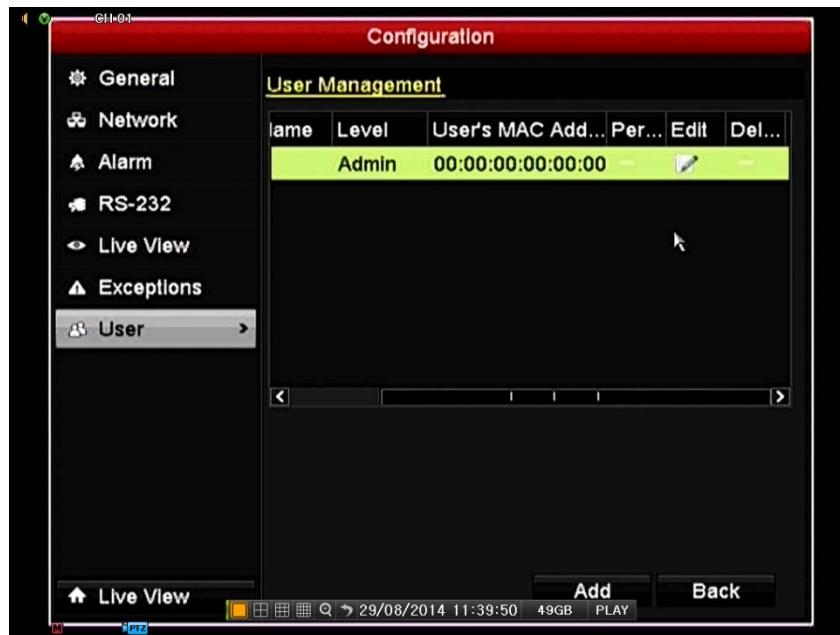 CH-01
Configuration
General
Network
Alarm
RS-232
Live View
Exceptions
User
User Management
lame Level User's MAC Add... Per... Edit Del...
Admin 00:00:00:00:00:00
Add Back
Live View
29/08/2014 11:39:50 49GB PLAY
M PTZ